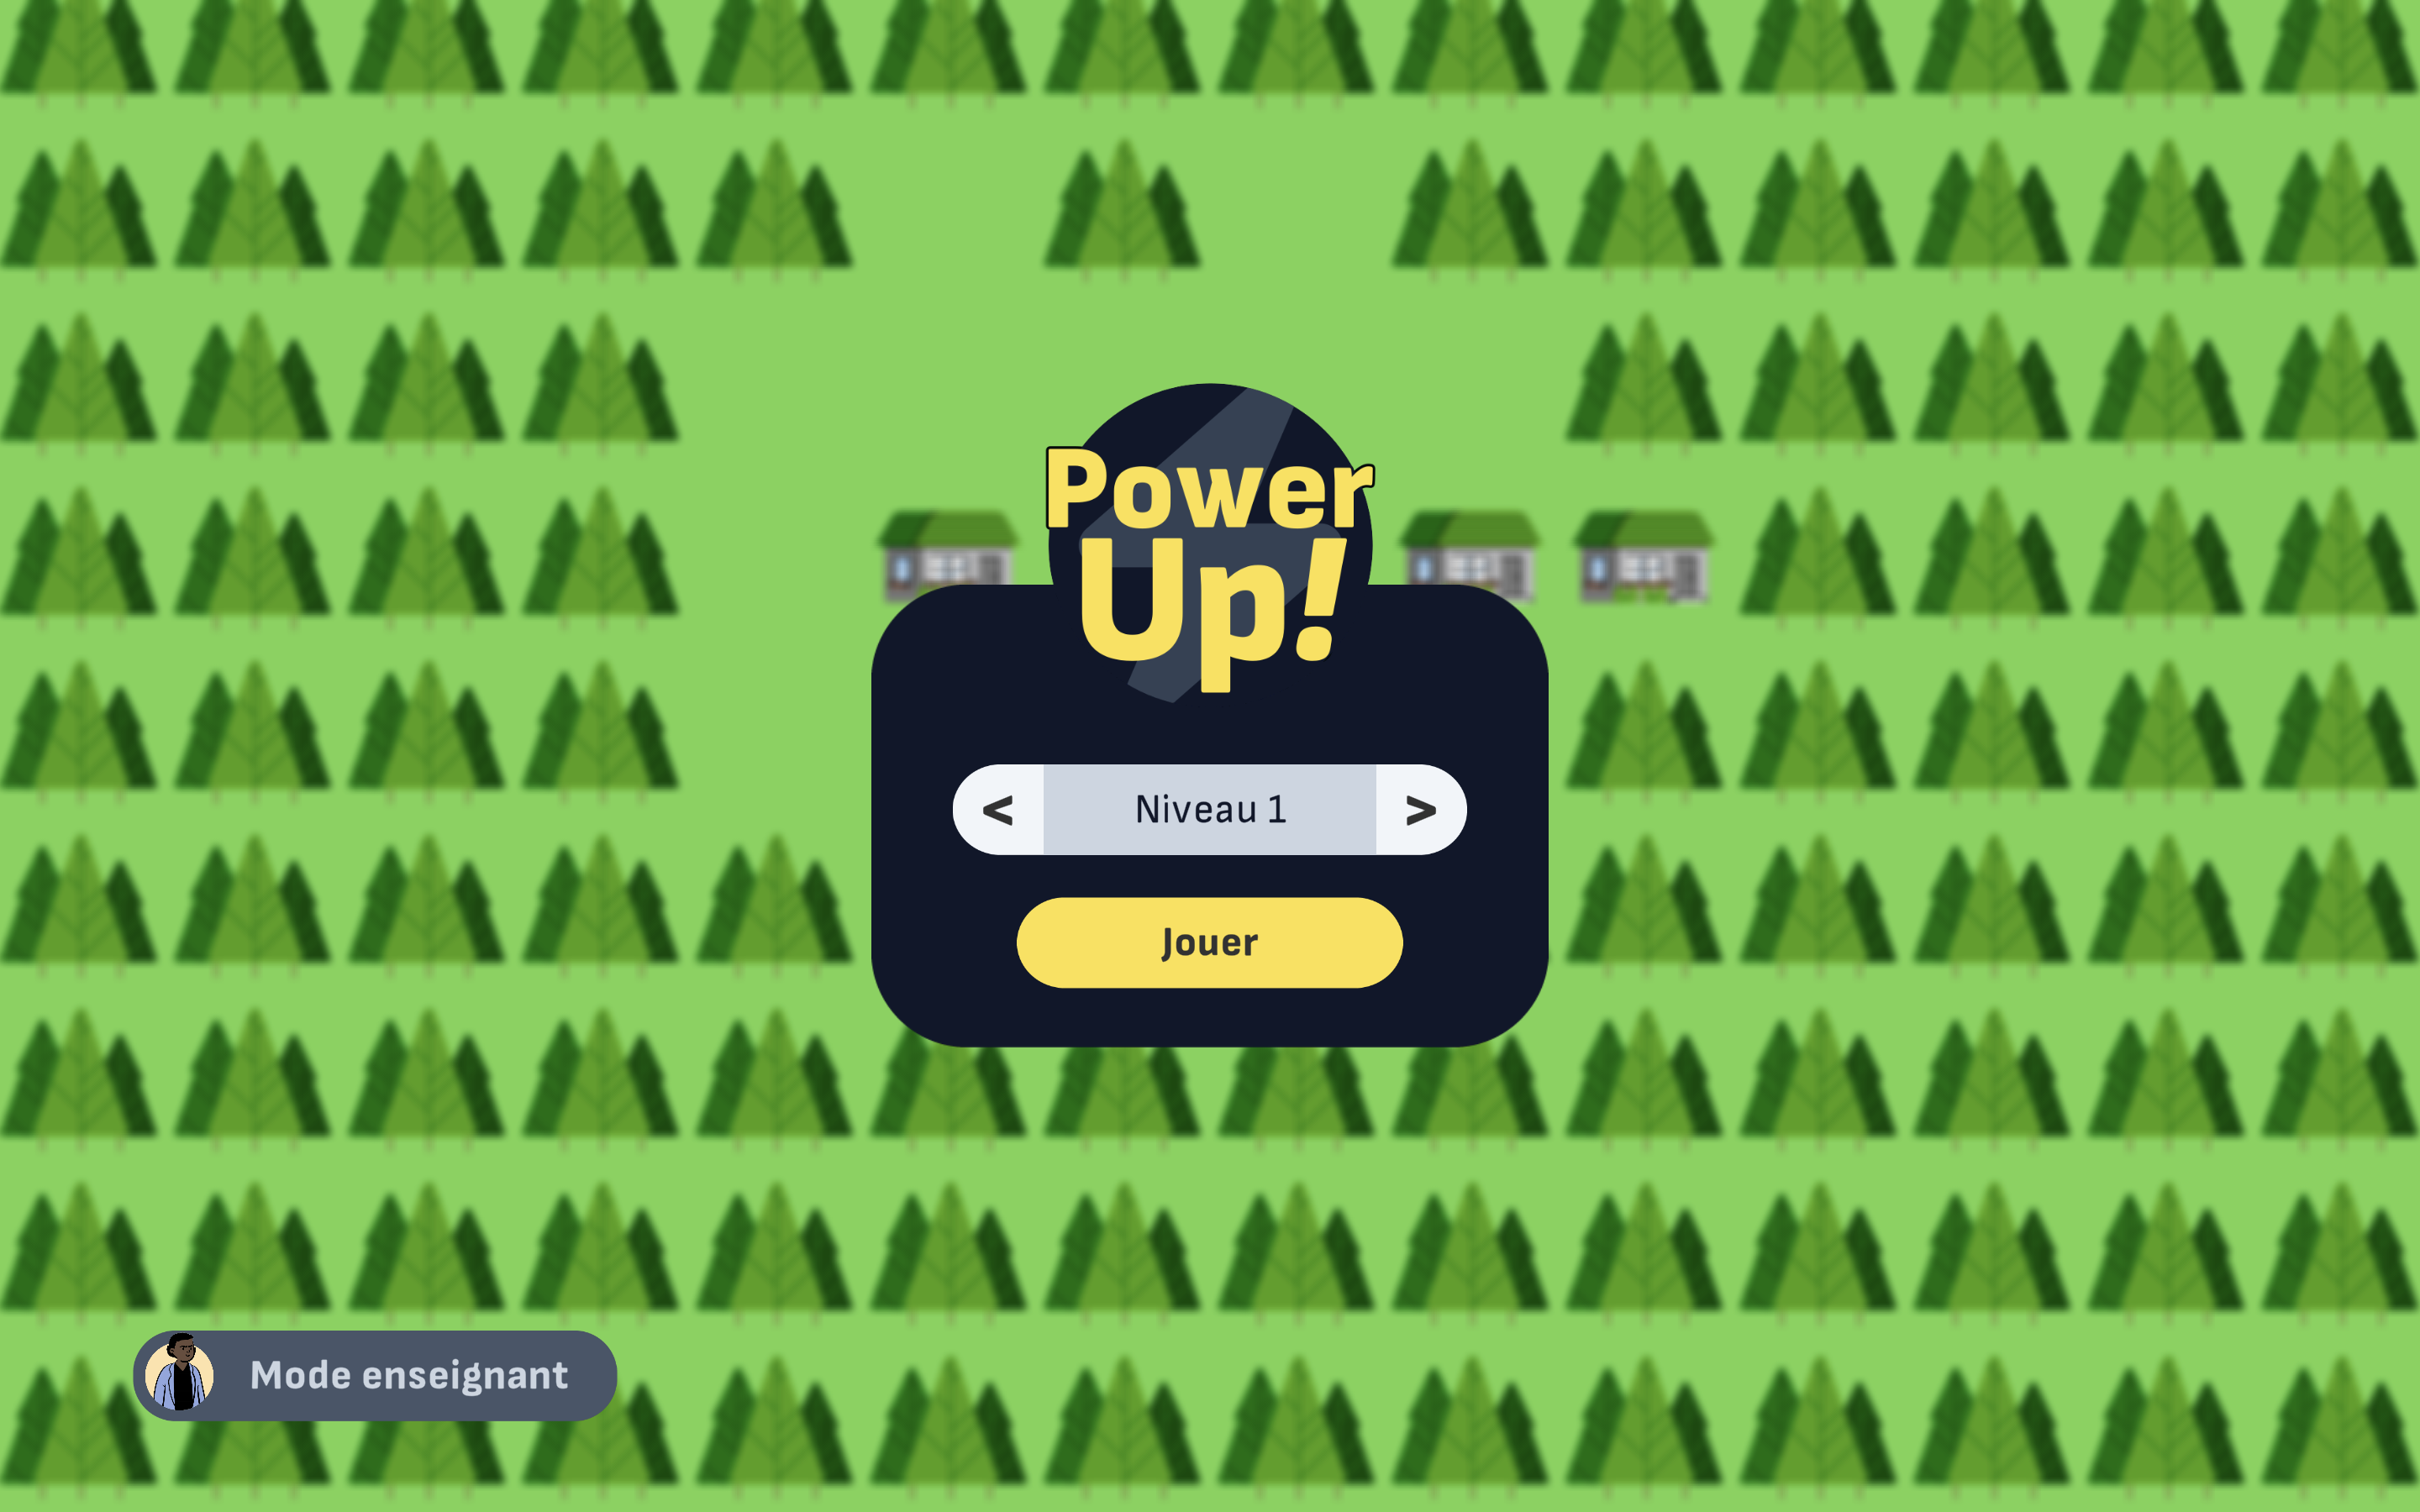 Power
Up!
< Niveau 1 >
Jouer
Mode enseignant